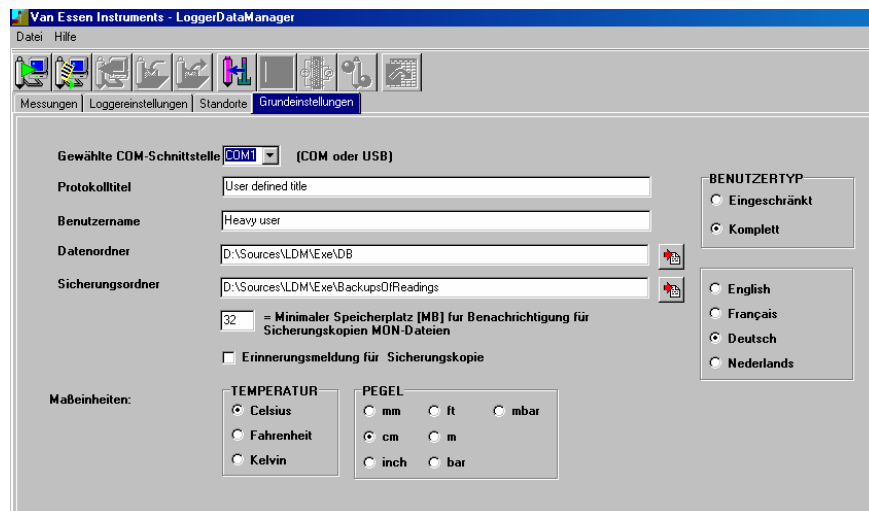 Van Essen Instruments - LoggerDataManager
Datei Hilfe
Messungen Loggereinstellungen Standorte Grundeinstellungen
Gewählte COM-Schnittstelle COM1 (COM oder USB)
Protokolltitel User defined title
Benutzername Heavy user
Datenordner D:\Sources\LDM\Exe\DB
Sicherungsordner D:\Sources\LDM\Exe\BackupsOfReadings
32 = Minimaler Speicherplatz [MB] fur Benachrichtigung für
Sicherungskopien MON-Dateien
Erinnerungsmeldung für Sicherungskopie
BENUTZERTYP
Eingeschränkt
Komplett
English
Français
Deutsch
Nederlands
Maßeinheiten:
TEMPERATUR
Celsius
Fahrenheit
Kelvin
PEGEL
mm ft mbar
cm m
inch bar